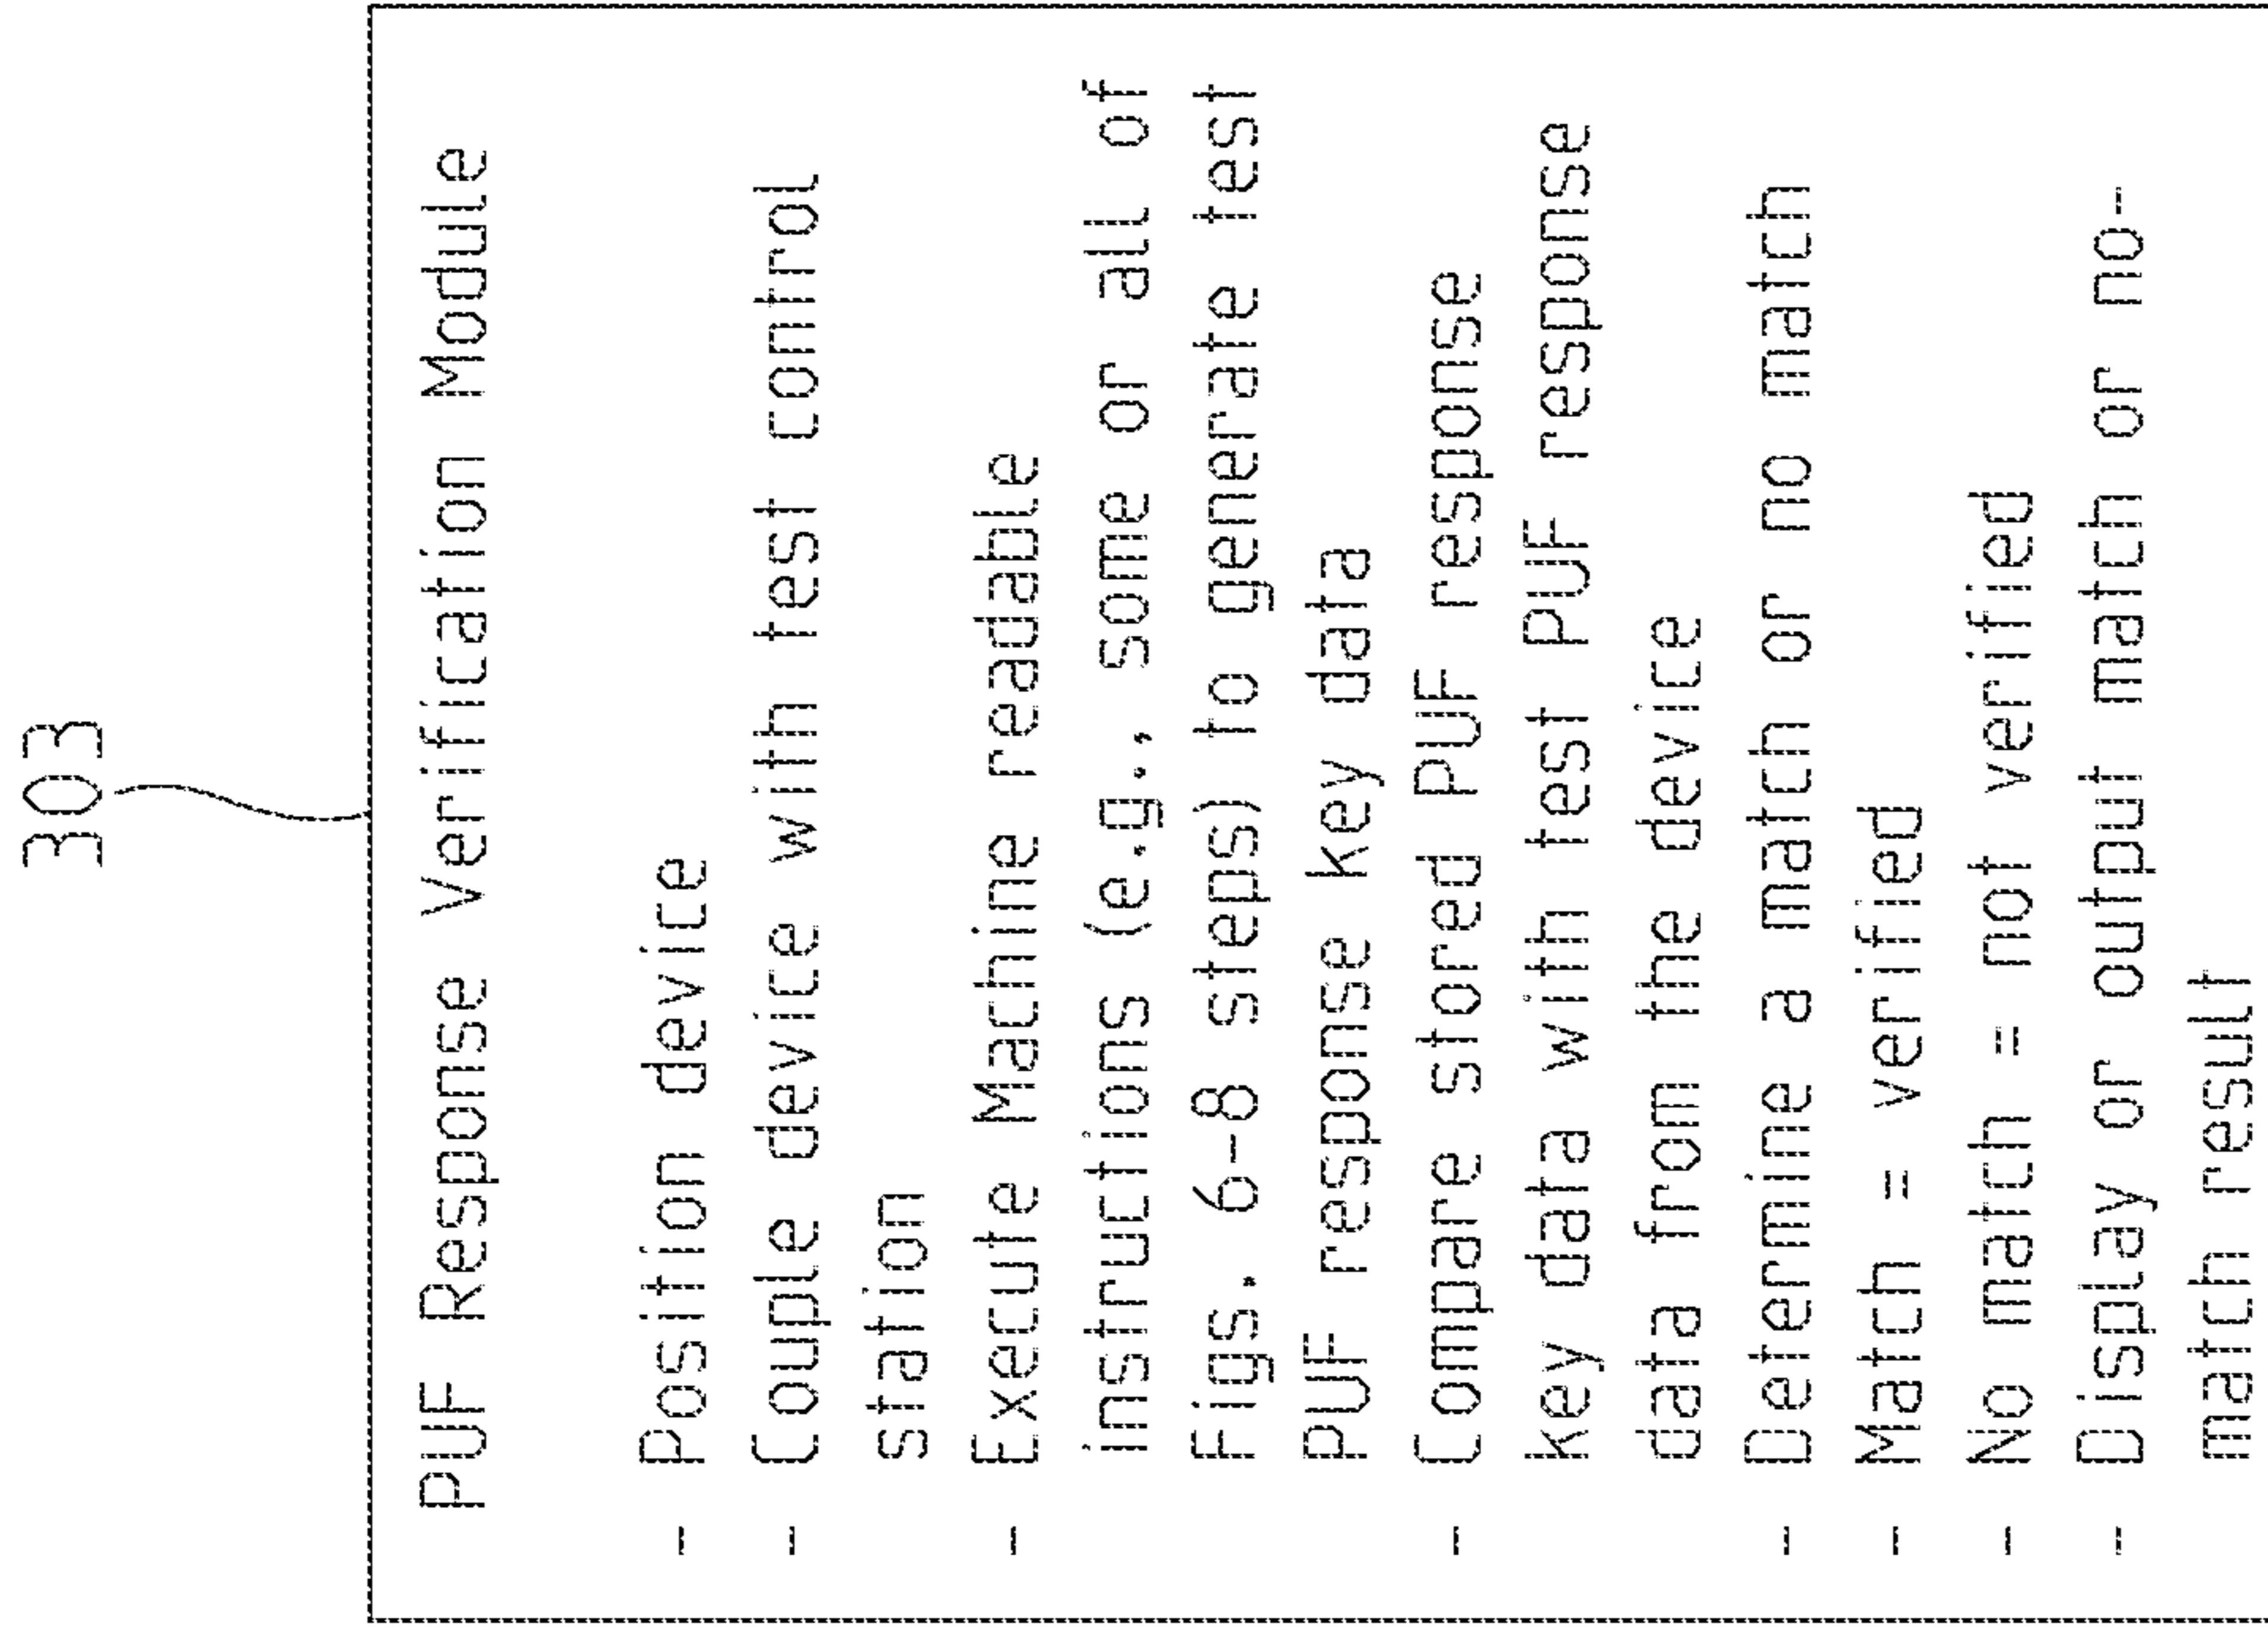 303
PUF Response Verification Module
- Position device
- Couple device with test control
station
- Execute Machine readable
instructions (e.g., some or all of
Figs. 6-8 steps) to generate test
PUF response key data
- Compare stored PUF response
key data with test PUF response
data from the device
- Determine a match or no match
- Match = verified
- No match = not verified
- Display or output match or no-
match result